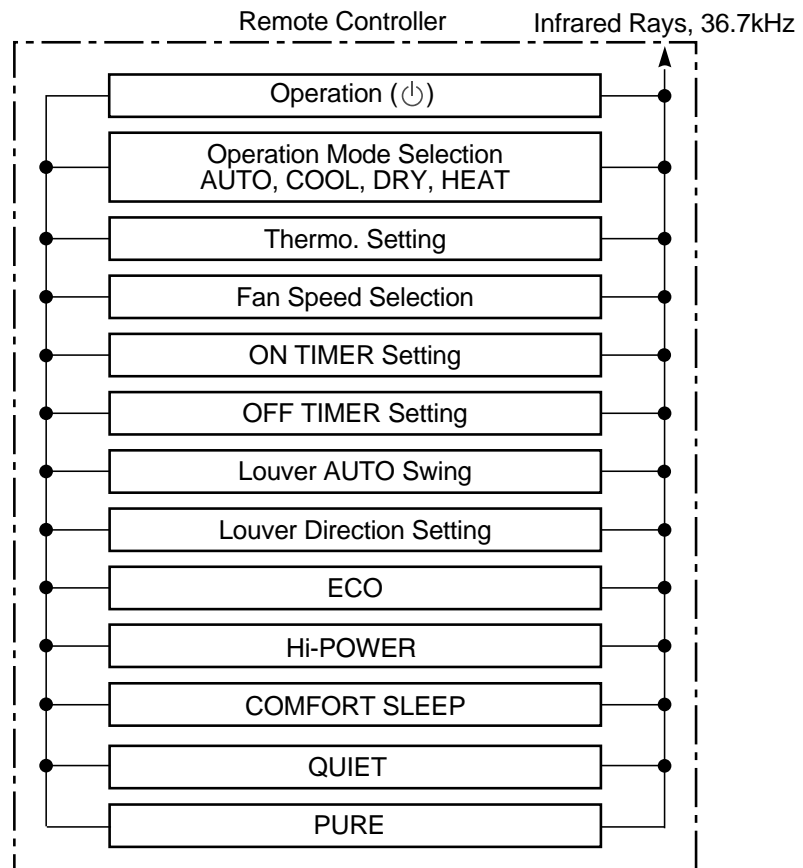 Remote Controller
Infrared Rays, 36.7kHz
Operation (⏻)
Operation Mode Selection
AUTO, COOL, DRY, HEAT
Thermo. Setting
Fan Speed Selection
ON TIMER Setting
OFF TIMER Setting
Louver AUTO Swing
Louver Direction Setting
ECO
Hi-POWER
COMFORT SLEEP
QUIET
PURE